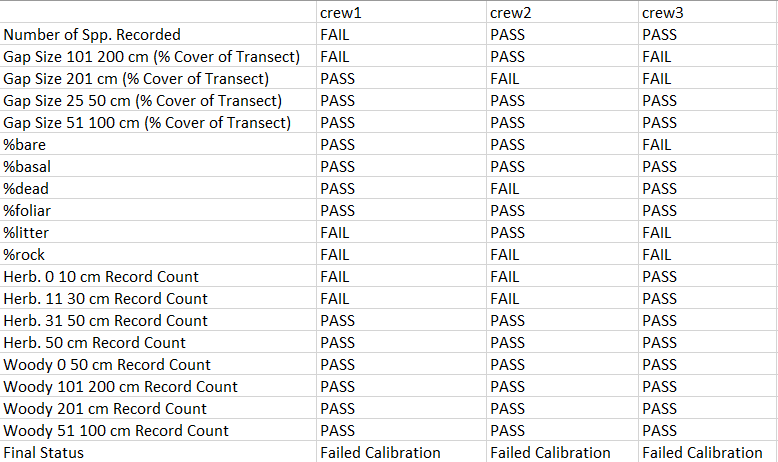 crew1 crew2 crew3
Number of Spp. Recorded FAIL PASS PASS
Gap Size 101 200 cm (% Cover of Transect) FAIL PASS FAIL
Gap Size 201 cm (% Cover of Transect) PASS FAIL FAIL
Gap Size 25 50 cm (% Cover of Transect) PASS PASS PASS
Gap Size 51 100 cm (% Cover of Transect) PASS PASS PASS
%bare PASS PASS FAIL
%basal PASS PASS PASS
%dead PASS FAIL PASS
%foliar PASS PASS PASS
%litter FAIL PASS FAIL
%rock FAIL FAIL FAIL
Herb. 0 10 cm Record Count FAIL FAIL PASS
Herb. 11 30 cm Record Count FAIL FAIL PASS
Herb. 31 50 cm Record Count PASS PASS PASS
Herb. 50 cm Record Count PASS PASS PASS
Woody 0 50 cm Record Count PASS PASS PASS
Woody 101 200 cm Record Count PASS PASS PASS
Woody 201 cm Record Count PASS PASS PASS
Woody 51 100 cm Record Count PASS PASS PASS
Final Status Failed Calibration Failed Calibration Failed Calibration